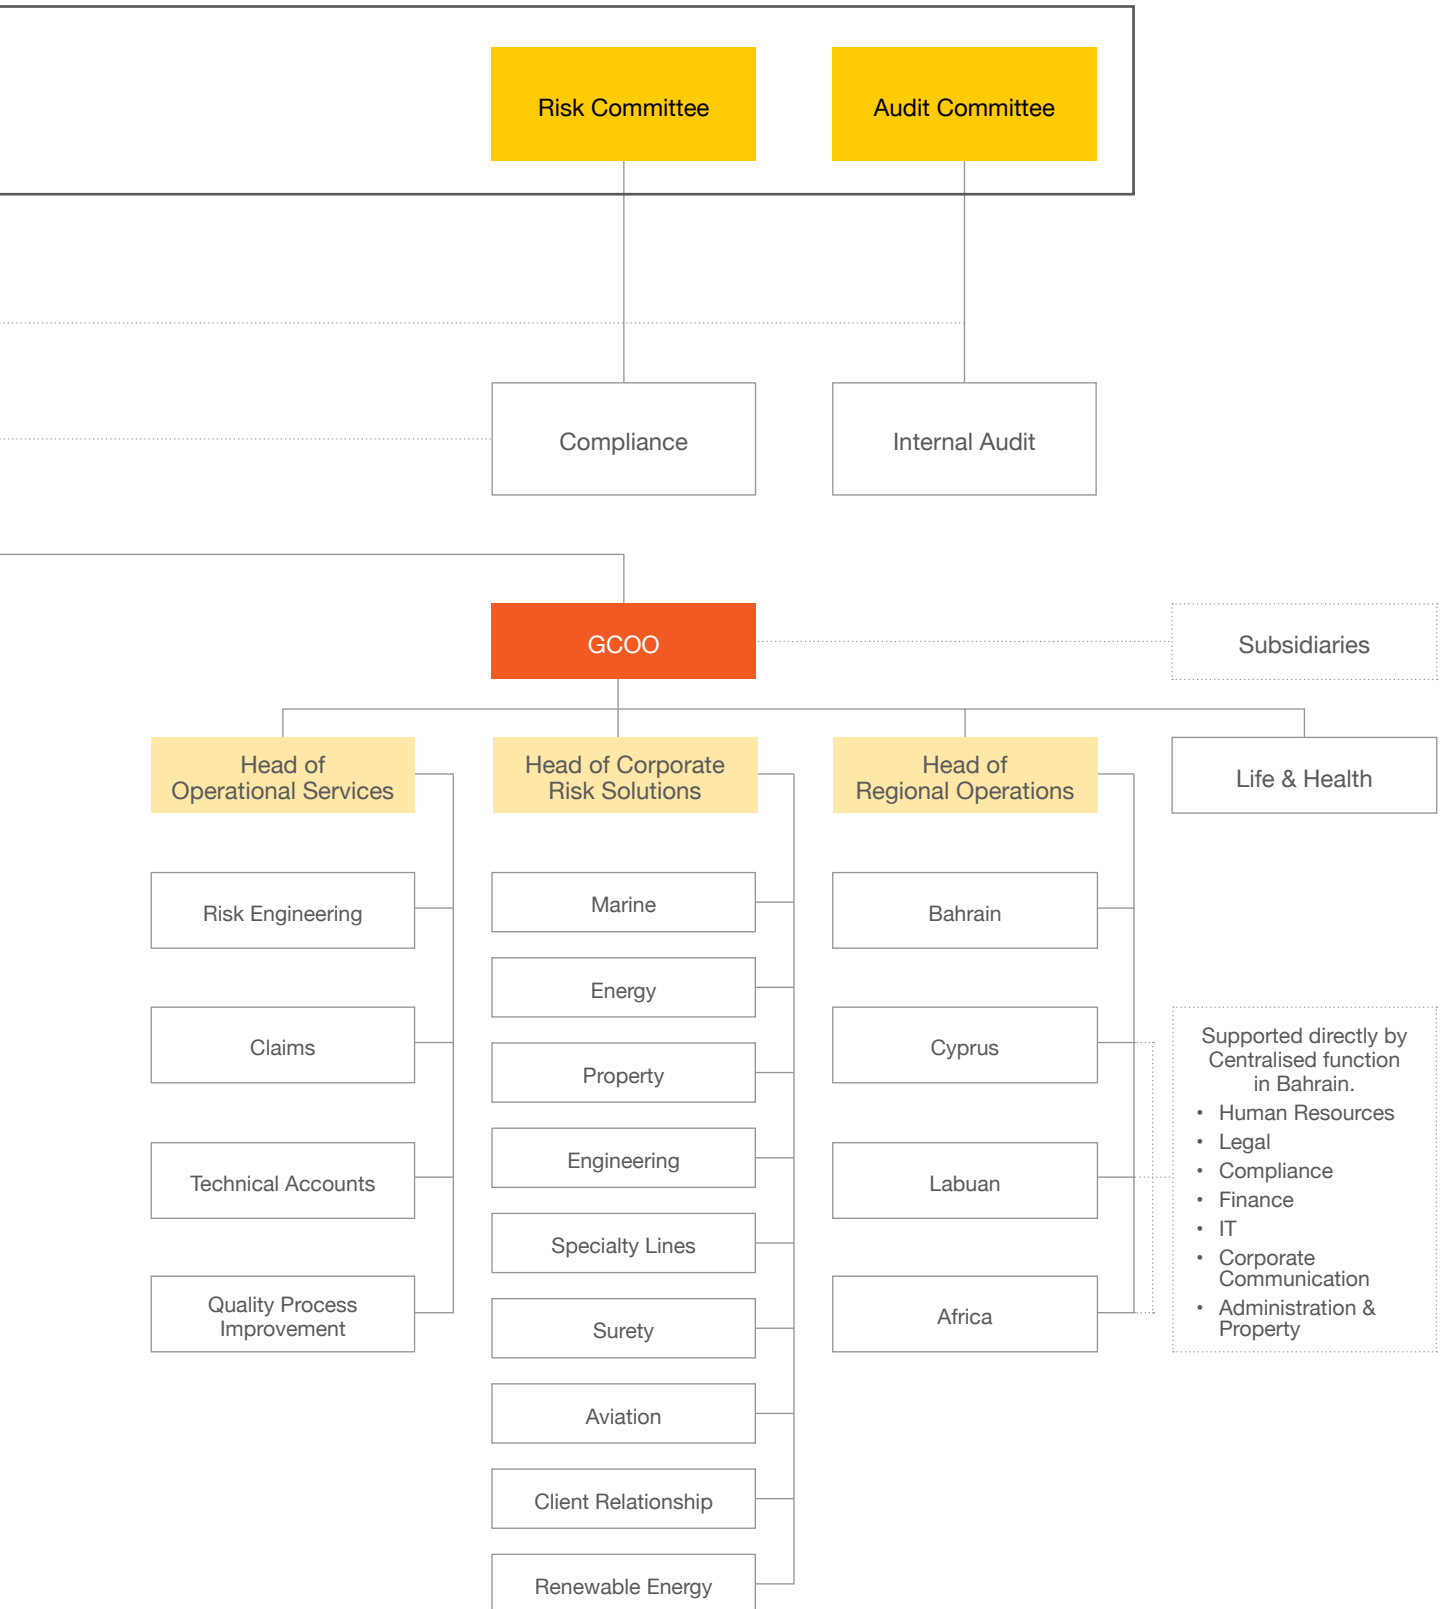 Risk Committee
Audit Committee
Compliance
Internal Audit
GCOO
Subsidiaries
Head of
Operational Services
Head of Corporate
Risk Solutions
Head of
Regional Operations
Life & Health
Risk Engineering
Claims
Technical Accounts
Quality Process
Improvement
Marine
Energy
Property
Engineering
Specialty Lines
Surety
Aviation
Client Relationship
Renewable Energy
Bahrain
Cyprus
Labuan
Africa
Supported directly by
Centralised function
in Bahrain.
• Human Resources
• Legal
• Compliance
• Finance
• IT
• Corporate
Communication
• Administration &
Property